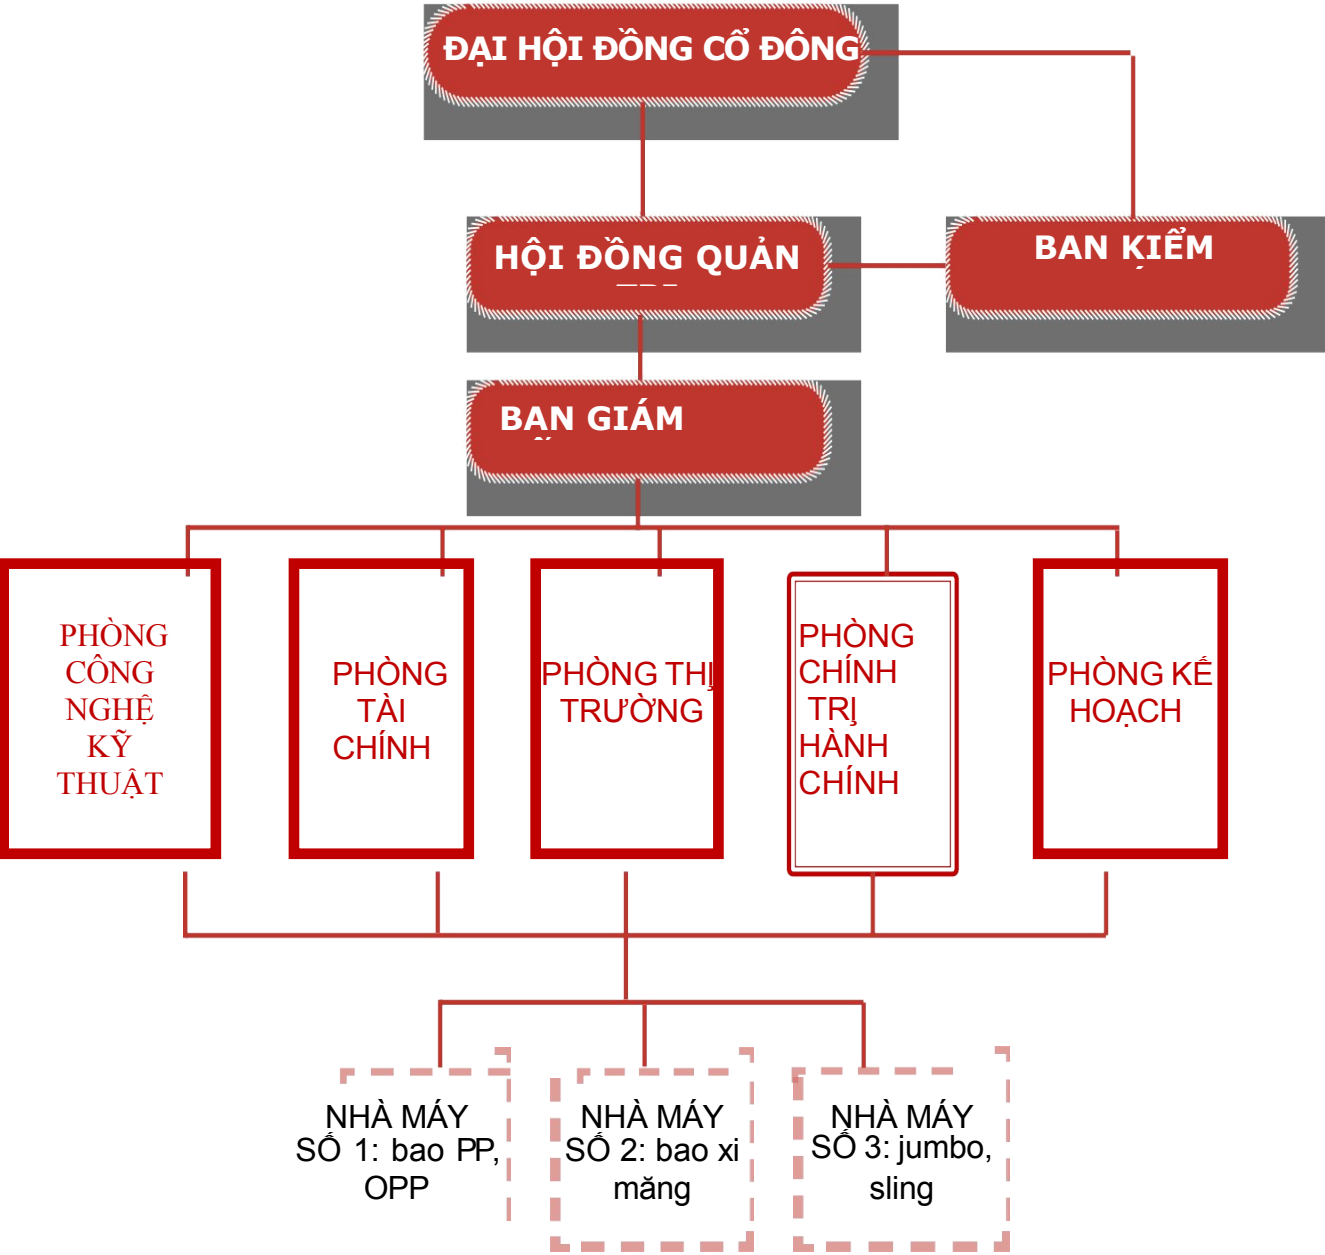 ĐẠI HỘI ĐỒNG CỔ ĐÔNG
HỘI ĐỒNG QUẢN
BAN KIỂM
BAN GIÁM
PHÒNG
CÔNG
NGHỆ
KỸ
THUẬT
PHÒNG
TÀI
CHÍNH
PHÒNG THỊ
TRƯỜNG
PHÒNG
CHÍNH
TRỊ
HÀNH
CHÍNH
PHÒNG KẾ
HOẠCH
NHÀ MÁY
SỐ 1: bao PP,
OPP
NHÀ MÁY
SỐ 2: bao xi
măng
NHÀ MÁY
SỐ 3: jumbo,
sling